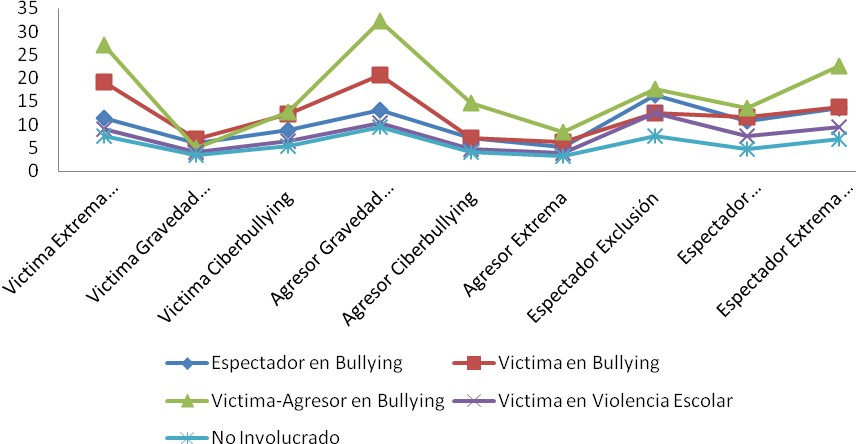 35
30
25
20
15
10
5
0
Victima Extrema...
Victima Gravedad...
Victima Ciberbullying
Agresor Gravedad...
Agresor Ciberbullying
Agresor Extrema
Espectador Exclusión
Espectador...
Espectador Extrema...
Espectador en Bullying
Victima en Bullying
Victima-Agresor en Bullying
Victima en Violencia Escolar
No Involucrado